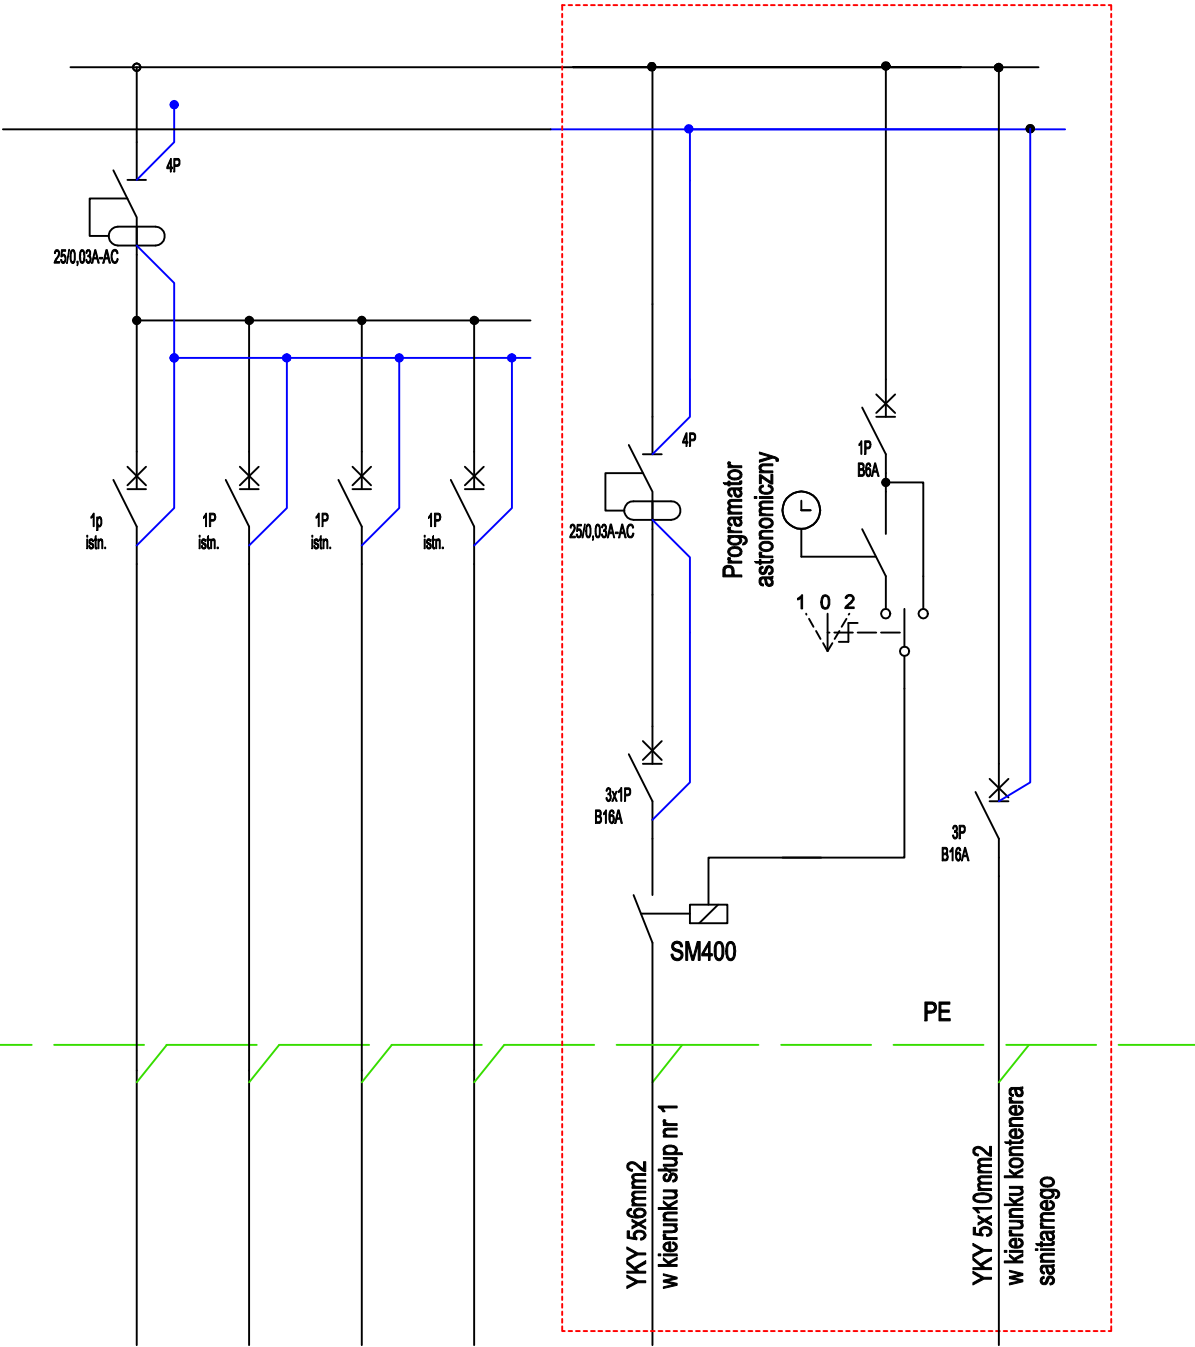 4P
25/0,03A-AC
1p
istn.
1P
istn.
1P
istn.
1P
istn.
4P
25/0,03A-AC
Programator
astronomiczny
1P
B6A
1 0 2
3x1P
B16A
3P
B16A
SM400
PE
YKY 5x6mm2
w kierunku słup nr 1
YKY 5x10mm2
w kierunku kontenera
sanitarnego